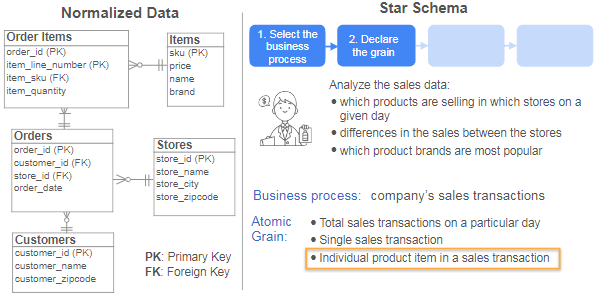 Normalized Data
Order Items
order_id (PK)
item_line_number (PK)
item_sku (FK)
item_quantity
Items
sku (PK)
price
name
brand
Orders
order_id (PK)
customer_id (FK)
store_id (FK)
order_date
Stores
store_id (PK)
store_name
store_city
store_zipcode
Customers
customer_id (PK)
customer_name
customer_zipcode
PK: Primary Key
FK: Foreign Key
Star Schema
1. Select the
business
process
2. Declare
the grain
Analyze the sales data:
• which products are selling in which stores on a
given day
• differences in the sales between the stores
• which product brands are most popular
$
Business process: company's sales transactions
Atomic
Grain:
• Total sales transactions on a particular day
• Single sales transaction
• Individual product item in a sales transaction